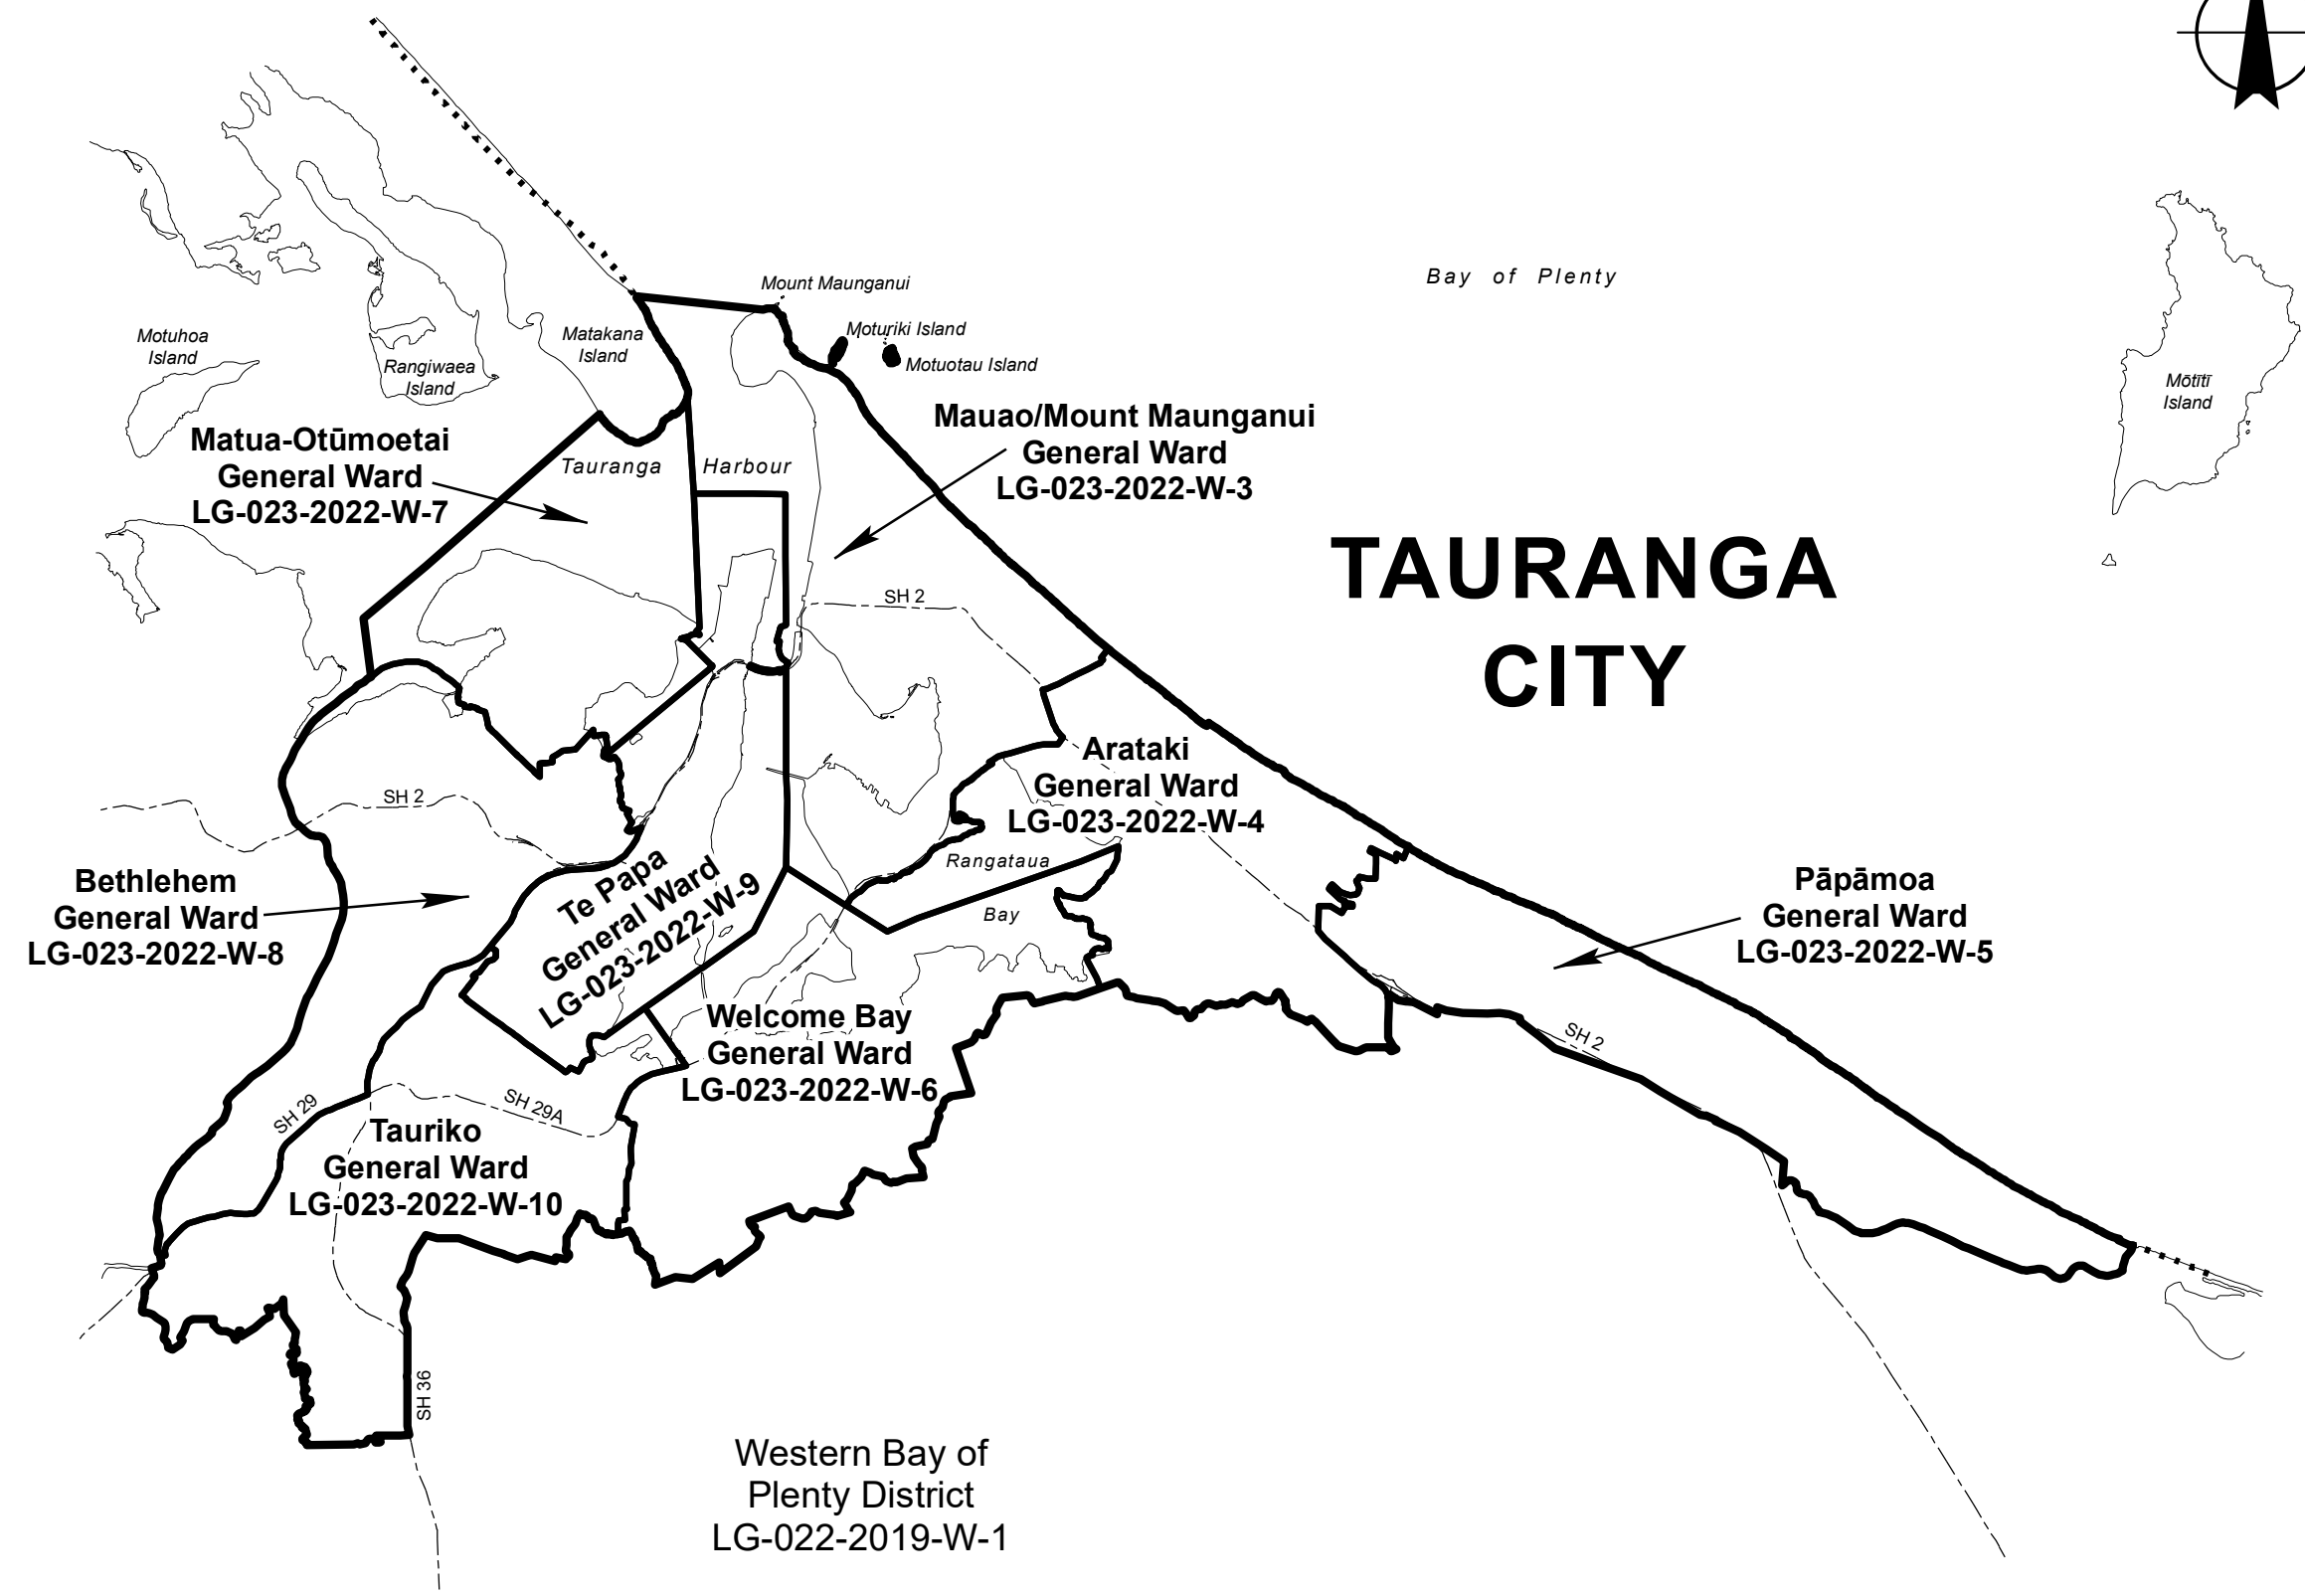 Mount Maunganui
Bay of Plenty
Moturiki Island
Motuhoa
Island
Matakana
Island
Rangiwaea
Island
Motuotau Island
Mōtītī
Island
Matua-Otūmoetai
General Ward
LG-023-2022-W-7
Tauranga Harbour
Mauao/Mount Maunganui
General Ward
LG-023-2022-W-3
TAURANGA
CITY
SH 2
Arataki
General Ward
LG-023-2022-W-4
SH 2
Rangataua
Bay
Bethlehem
General Ward
LG-023-2022-W-8
Te Papa
General Ward
LG-023-2022-W-9
Pāpāmoa
General Ward
LG-023-2022-W-5
Welcome Bay
General Ward
LG-023-2022-W-6
SH 2
SH 29
SH 29A
Tauriko
General Ward
LG-023-2022-W-10
SH 36
Western Bay of
Plenty District
LG-022-2019-W-1